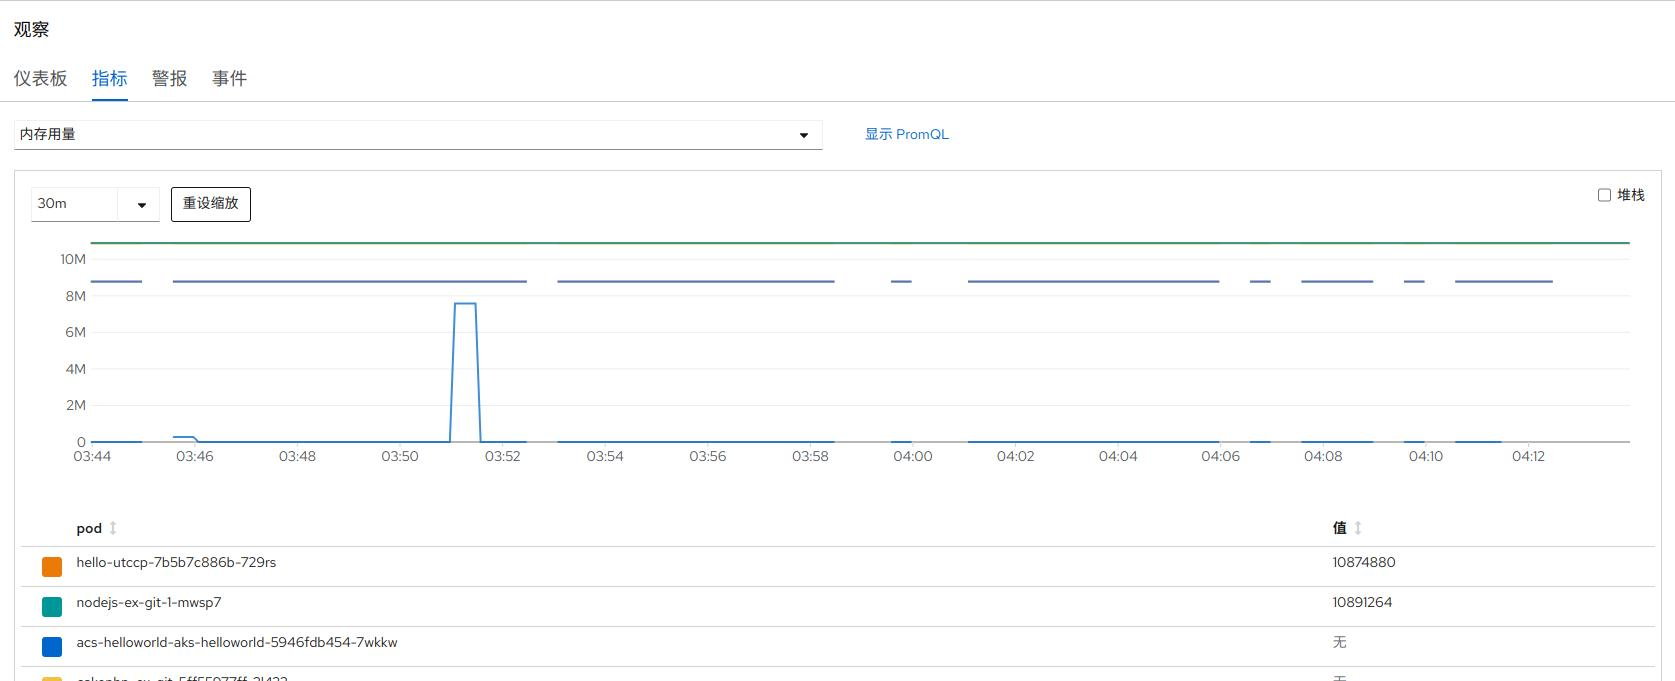 观察
仪表板 指标 警报 事件
内存用量 显示 PromQL
30m 重设缩放 堆栈
10M
8M
6M
4M
2M
0
03:44 03:46 03:48 03:50 03:52 03:54 03:56 03:58 04:00 04:02 04:04 04:06 04:08 04:10 04:12
pod 值
hello-utccp-7b5b7c886b-729rs 10874880
nodejs-ex-git-1-mwsp7 10891264
acs-helloworld-aks-helloworld-5946fdb454-7wkkw 无